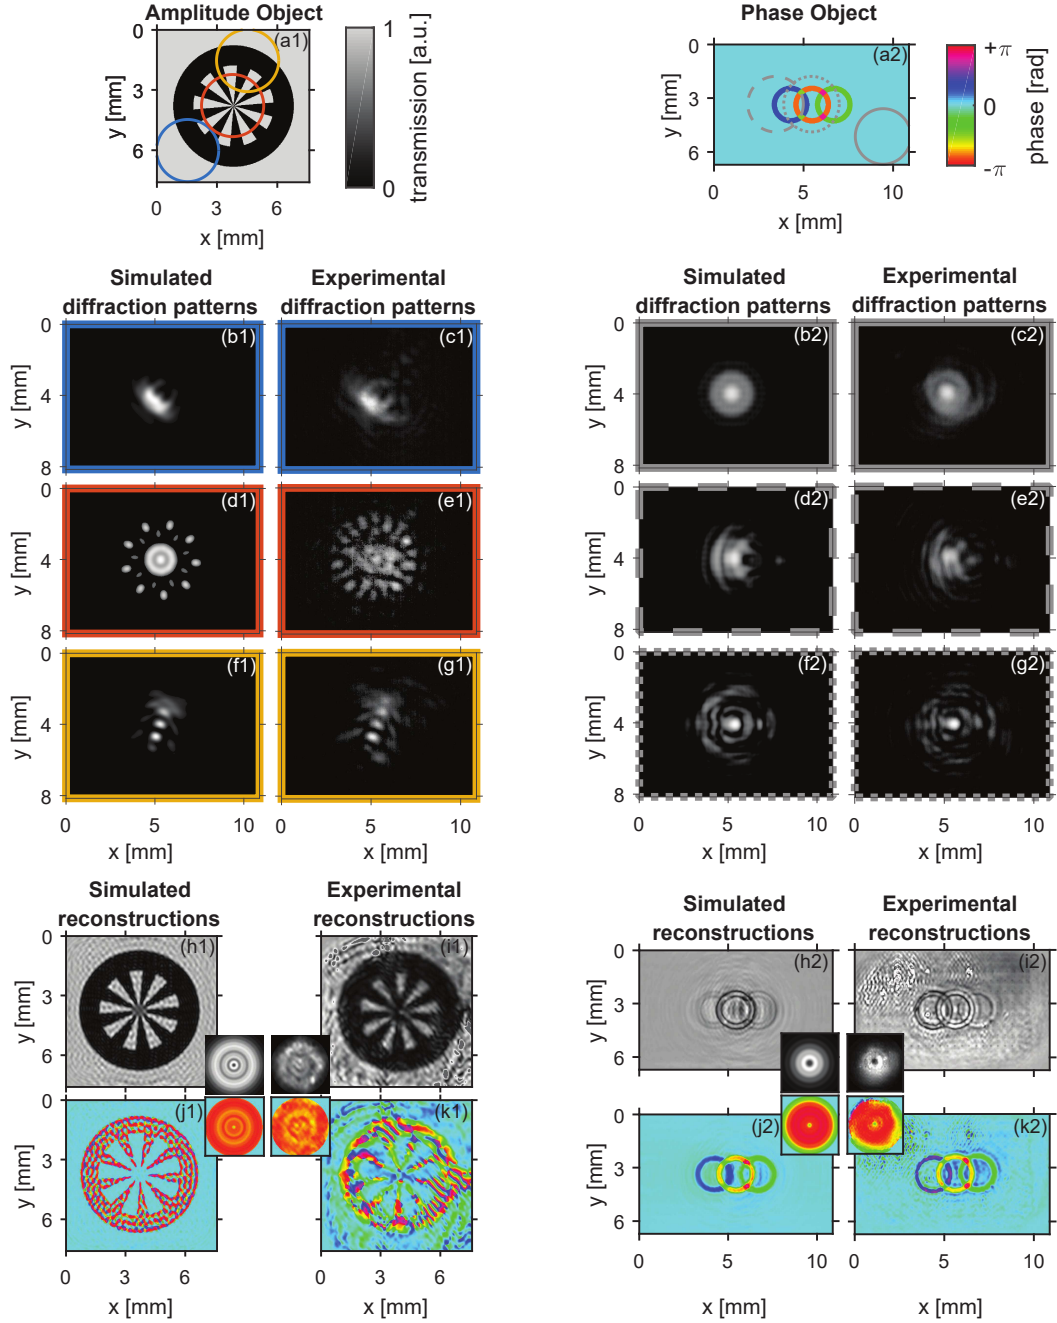 Amplitude Object
Phase Object
(a1)
(a2)
0
3
6
y [mm]
0
3
6
x [mm]
1
0
transmission [a.u.]
0
3
6
y [mm]
0
5
10
x [mm]
+π
0
-π
phase [rad]
Simulated
diffraction patterns
Experimental
diffraction patterns
Simulated
diffraction patterns
Experimental
diffraction patterns
0
4
8
y [mm]
(b1)
(c1)
0
4
8
y [mm]
(b2)
(c2)
0
4
8
y [mm]
(d1)
(e1)
0
4
8
y [mm]
(d2)
(e2)
0
4
8
y [mm]
(f1)
(g1)
0
4
8
y [mm]
(f2)
(g2)
0
5
10
x [mm]
0
5
10
x [mm]
0
5
10
x [mm]
0
5
10
x [mm]
Simulated
reconstructions
Experimental
reconstructions
Simulated
reconstructions
Experimental
reconstructions
0
3
6
y [mm]
(h1)
(i1)
0
3
6
y [mm]
(h2)
(i2)
0
3
6
y [mm]
(j1)
(k1)
0
3
6
y [mm]
(j2)
(k2)
0
3
6
x [mm]
0
3
6
x [mm]
0
5
10
x [mm]
0
5
10
x [mm]